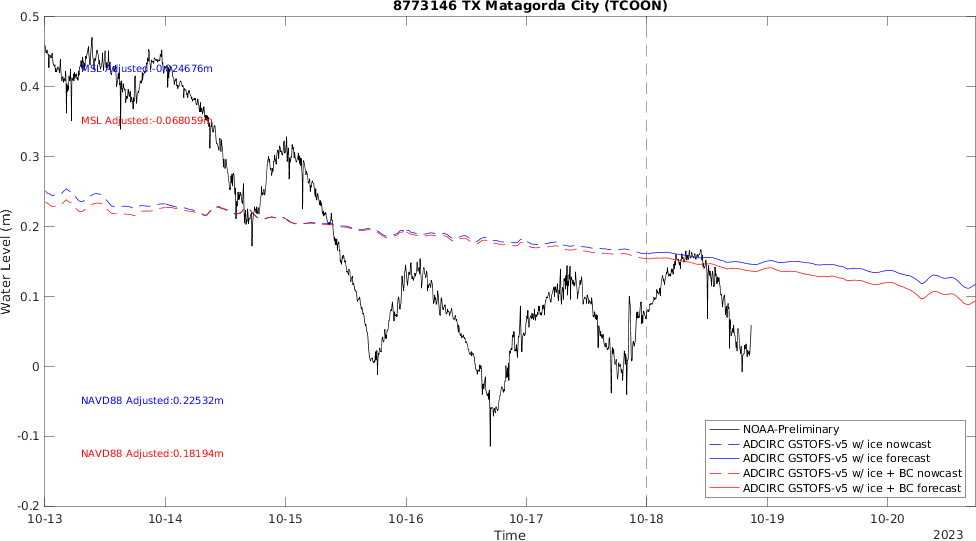 8773146 TX Matagorda City (TCOON)
0.5
0.4
0.3
0.2
0.1
0
-0.1
-0.2
Water Level (m)
MSL Adjusted:-0.024676m
MSL Adjusted:-0.068059m
NAVD88 Adjusted:0.22532m
NAVD88 Adjusted:0.18194m
NOAA-Preliminary
ADCIRC GSTOFS-v5 w/ ice nowcast
ADCIRC GSTOFS-v5 w/ ice forecast
ADCIRC GSTOFS-v5 w/ ice + BC nowcast
ADCIRC GSTOFS-v5 w/ ice + BC forecast
10-13 10-14 10-15 10-16 10-17 10-18 10-19 10-20
Time
2023